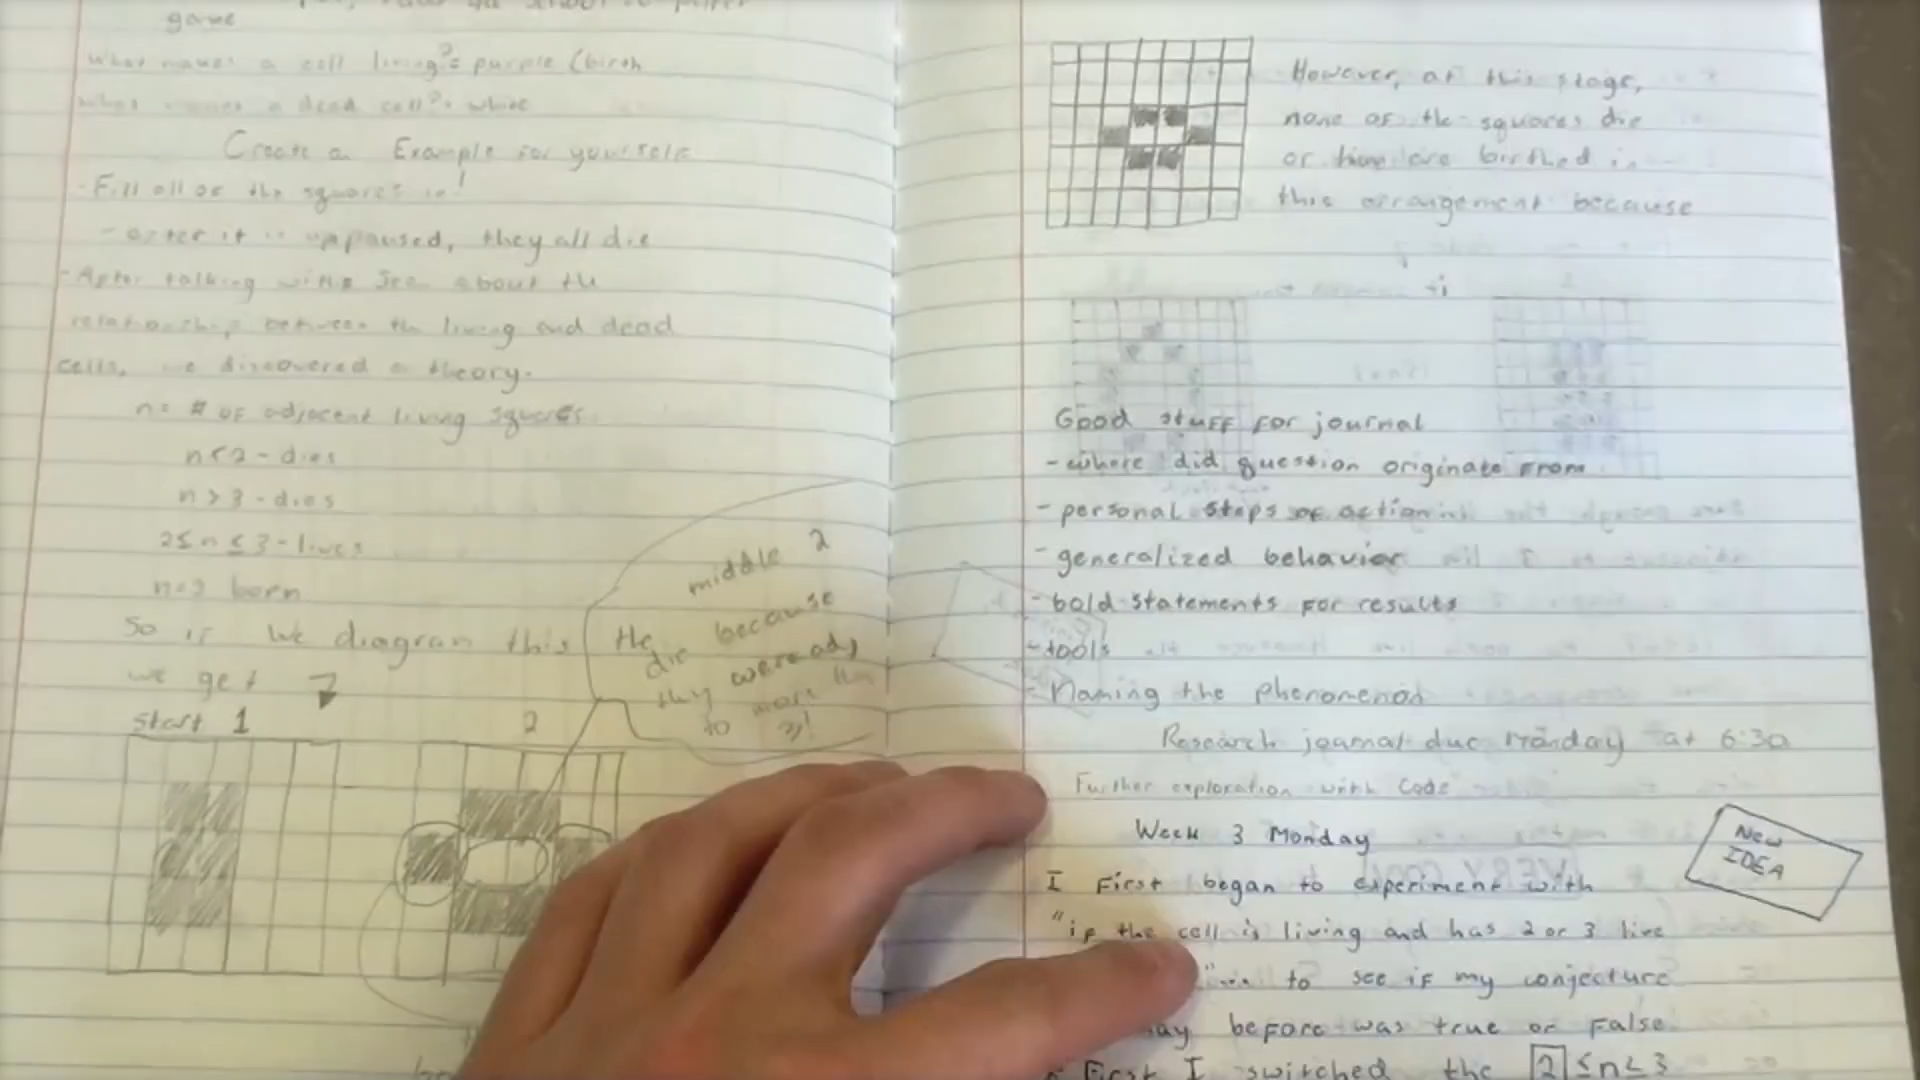 game
what makes a cell living? = purple (birth
what makes a dead cell? = white
Create a Example for yourself
- Fill all of the squares in!
- after it is unpaused, they all die
- After talking with about the
relationship between the living and dead
cells, we discovered a theory.
n = # of adjacent living squares
n < 2 - dies
n > 3 - dies
2 ≤ n ≤ 3 - lives
n = 3 born
So if we diagram this
we get
start 1
2
middle 2
the die because
they were adj
to more than
3!
However, at this stage,
none of the squares die
or are birthed in
this arrangement because
Good stuff for journal
- where did question originate from
- personal steps of action
- generalized behavior
- bold statements for results
- tools
- Naming the phenomenon
Research journal due Monday at 6:30
Further exploration with Code
Week 3 Monday
NEW
IDEA
I First began to experiment with
"if the cell is living and has 2 or 3 live
" to see if my conjecture
before was true or false.
First I switched the 2 ≤ n ≤ 3